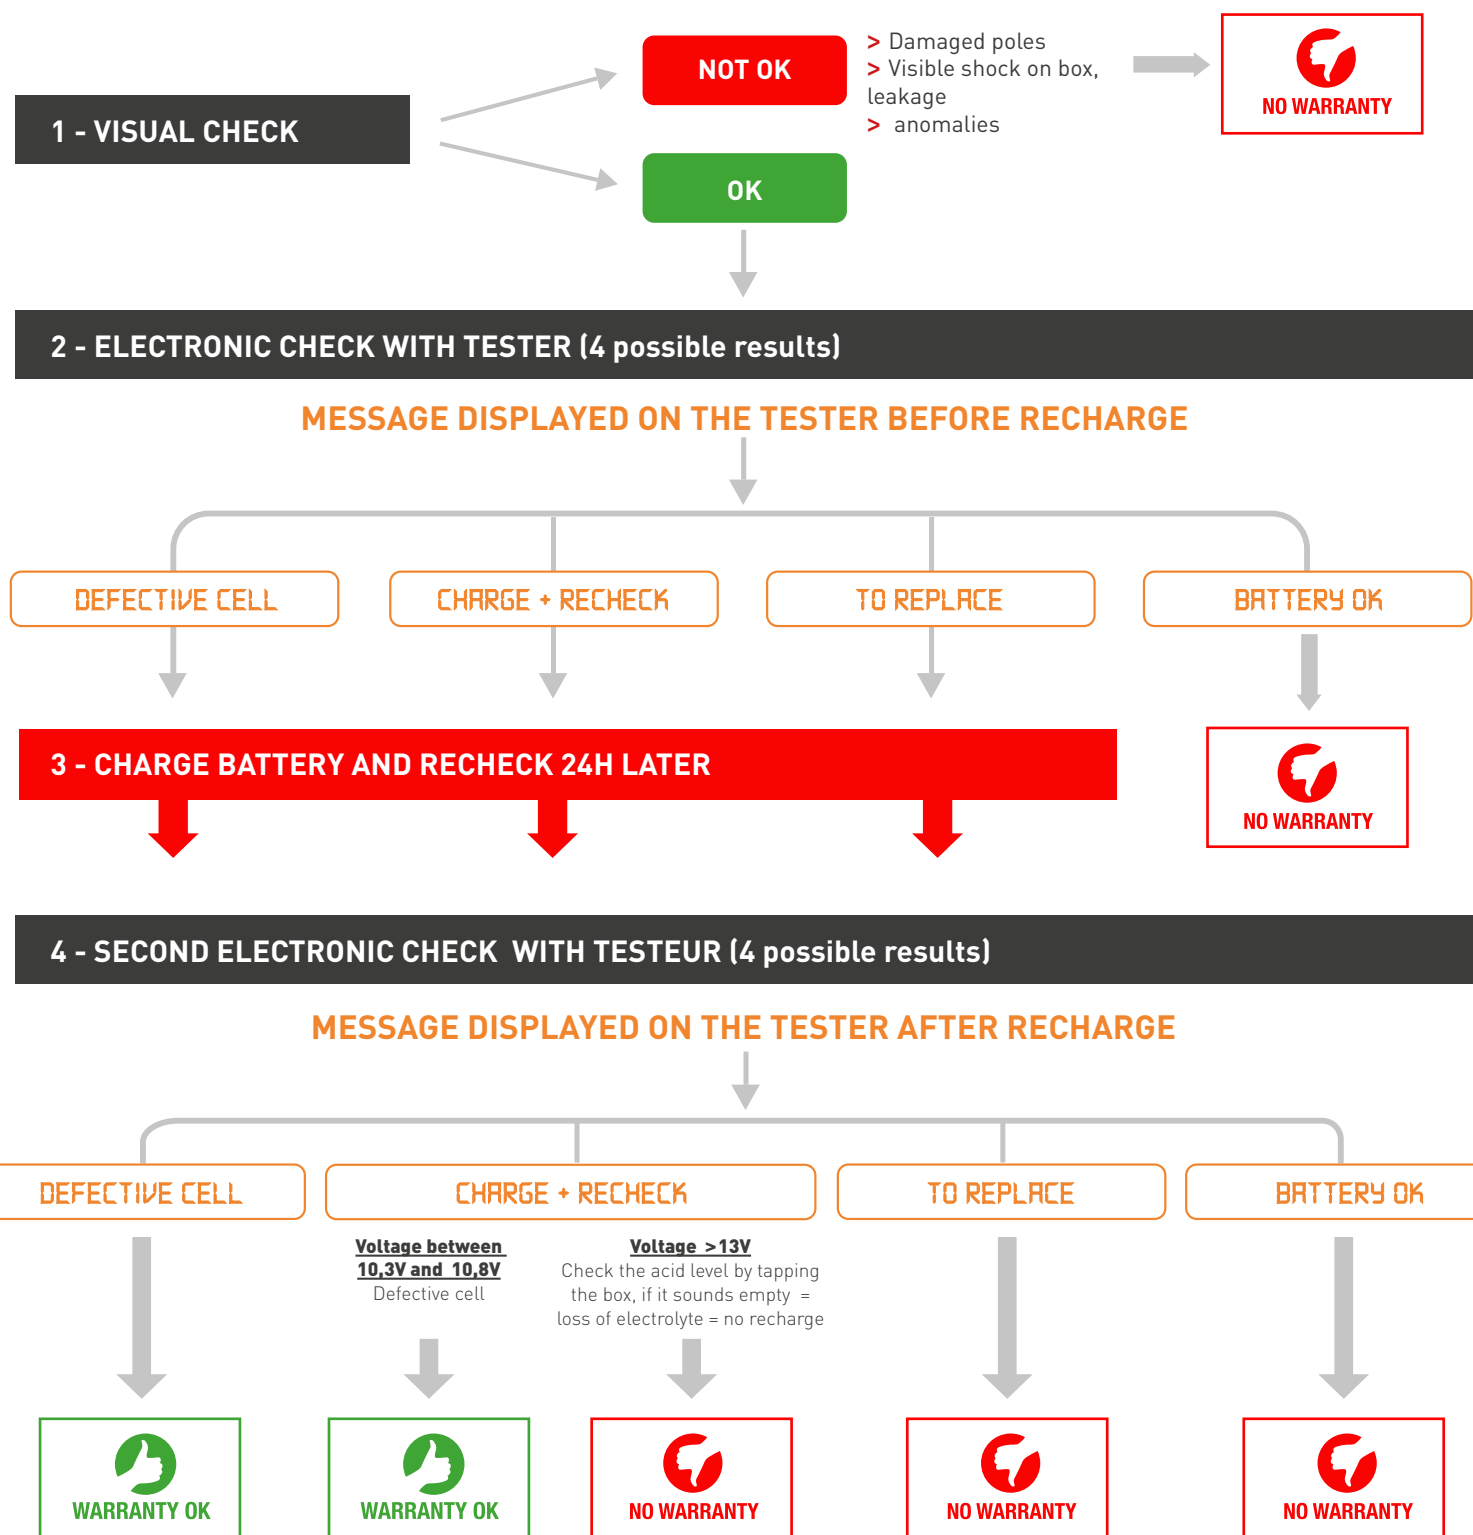 1 - VISUAL CHECK
NOT OK
> Damaged poles
> Visible shock on box,
leakage
> anomalies
NO WARRANTY
OK
2 - ELECTRONIC CHECK WITH TESTER (4 possible results)
MESSAGE DISPLAYED ON THE TESTER BEFORE RECHARGE
DEFECTIVE CELL
CHARGE + RECHECK
TO REPLACE
BATTERY OK
3 - CHARGE BATTERY AND RECHECK 24H LATER
NO WARRANTY
4 - SECOND ELECTRONIC CHECK WITH TESTEUR (4 possible results)
MESSAGE DISPLAYED ON THE TESTER AFTER RECHARGE
DEFECTIVE CELL
CHARGE + RECHECK
TO REPLACE
BATTERY OK
Voltage between
10,3V and 10,8V
Defective cell
Voltage >13V
Check the acid level by tapping
the box, if it sounds empty =
loss of electrolyte = no recharge
WARRANTY OK
WARRANTY OK
NO WARRANTY
NO WARRANTY
NO WARRANTY